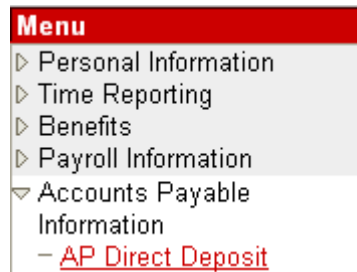 Menu
Personal Information
Time Reporting
Benefits
Payroll Information
Accounts Payable
Information
– AP Direct Deposit